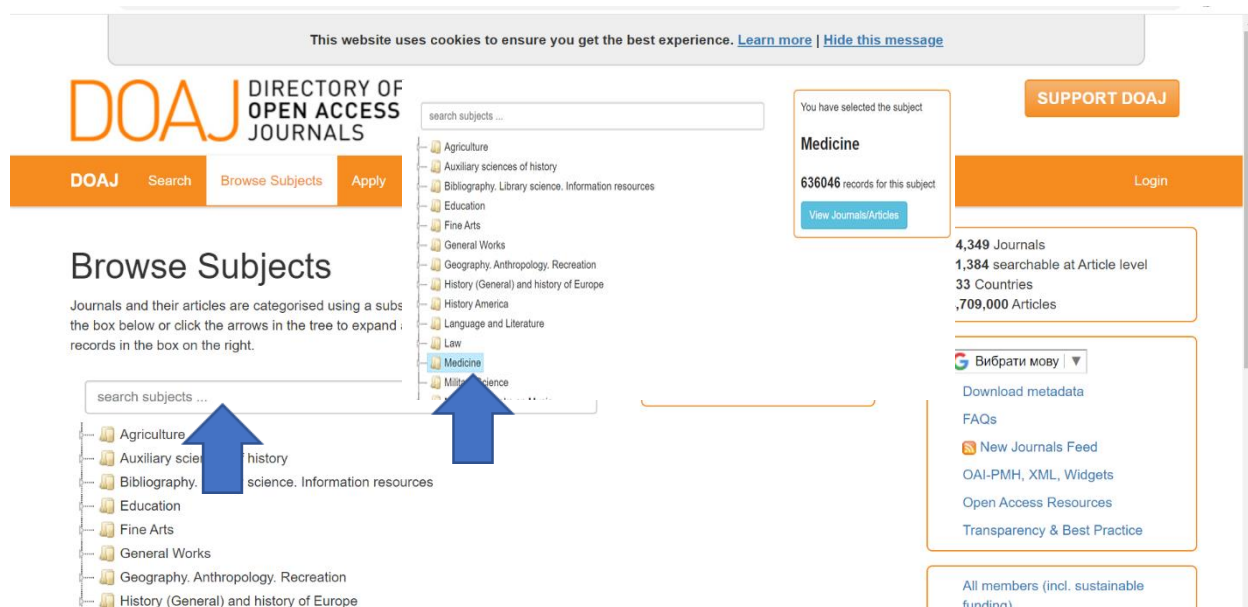 This website uses cookies to ensure you get the best experience. Learn more | Hide this message
DOAJ
DIRECTORY OF
OPEN ACCESS
JOURNALS
SUPPORT DOAJ
DOAJ Search Browse Subjects Apply
Login
search subjects ...
Agriculture
Auxiliary sciences of history
Bibliography. Library science. Information resources
Education
Fine Arts
General Works
Geography. Anthropology. Recreation
History (General) and history of Europe
History America
Language and Literature
Law
Medicine
You have selected the subject
Medicine
636046 records for this subject
View Journals/Articles
Browse Subjects
Journals and their articles are categorised using a subs
the box below or click the arrows in the tree to expand
records in the box on the right.
search subjects ...
Agriculture
history
Bibliography. science. Information resources
Education
Fine Arts
General Works
Geography. Anthropology. Recreation
History (General) and history of Europe
4,349 Journals
1,384 searchable at Article level
33 Countries
,709,000 Articles
Вибрати мову ▼
Download metadata
FAQs
New Journals Feed
OAI-PMH, XML, Widgets
Open Access Resources
Transparency & Best Practice
All members (incl. sustainable
funding)